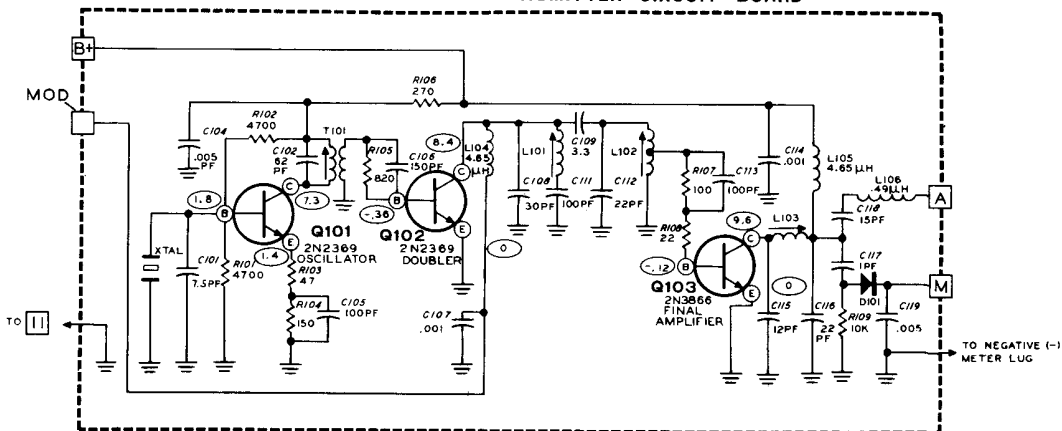 CIRCUIT BOARD
B+
MOD
R106
270
R102
4700
C104
.005
PF
C102
62
PF
T101
R105
820
C106
150PF
8.4
L104
4.65
μH
L101
C109
3.3
L102
C108
30PF
C111
100PF
C112
22PF
R107
100
C113
100PF
R108
22
C114
.001
L105
4.65μH
L106
.49μH
A
C118
15PF
1.8
B
C
7.3
E
1.4
Q101
2N2369
OSCILLATOR
-.36
B
C
E
Q102
2N2369
DOUBLER
0
XTAL
C101
7.5PF
R101
4700
R103
47
R104
150
C105
100PF
C107
.001
-.12
B
C
E
9.6
Q103
2N3866
FINAL
AMPLIFIER
L103
0
C115
12PF
C116
22
PF
C117
1PF
D101
R109
10K
C119
.005
M
TO 11
TO NEGATIVE (-)
METER LUG